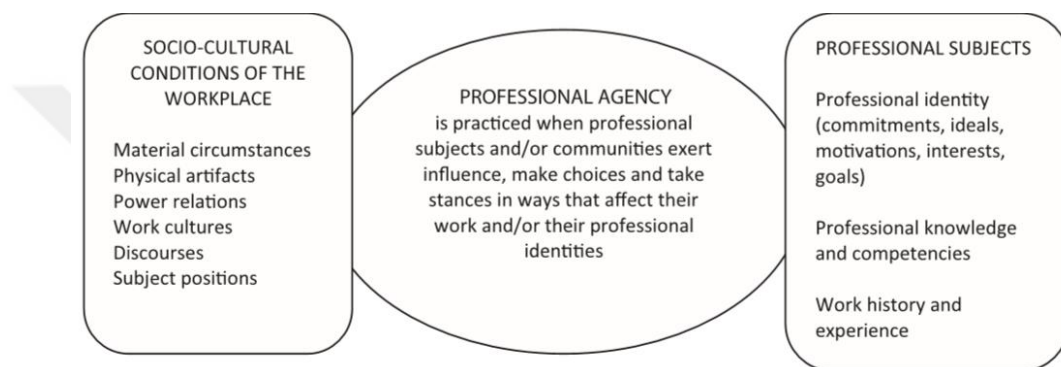 SOCIO-CULTURAL
CONDITIONS OF THE
WORKPLACE
Material circumstances
Physical artifacts
Power relations
Work cultures
Discourses
Subject positions
PROFESSIONAL AGENCY
is practiced when professional
subjects and/or communities exert
influence, make choices and take
stances in ways that affect their
work and/or their professional
identities
PROFESSIONAL SUBJECTS
Professional identity
(commitments, ideals,
motivations, interests,
goals)
Professional knowledge
and competencies
Work history and
experience